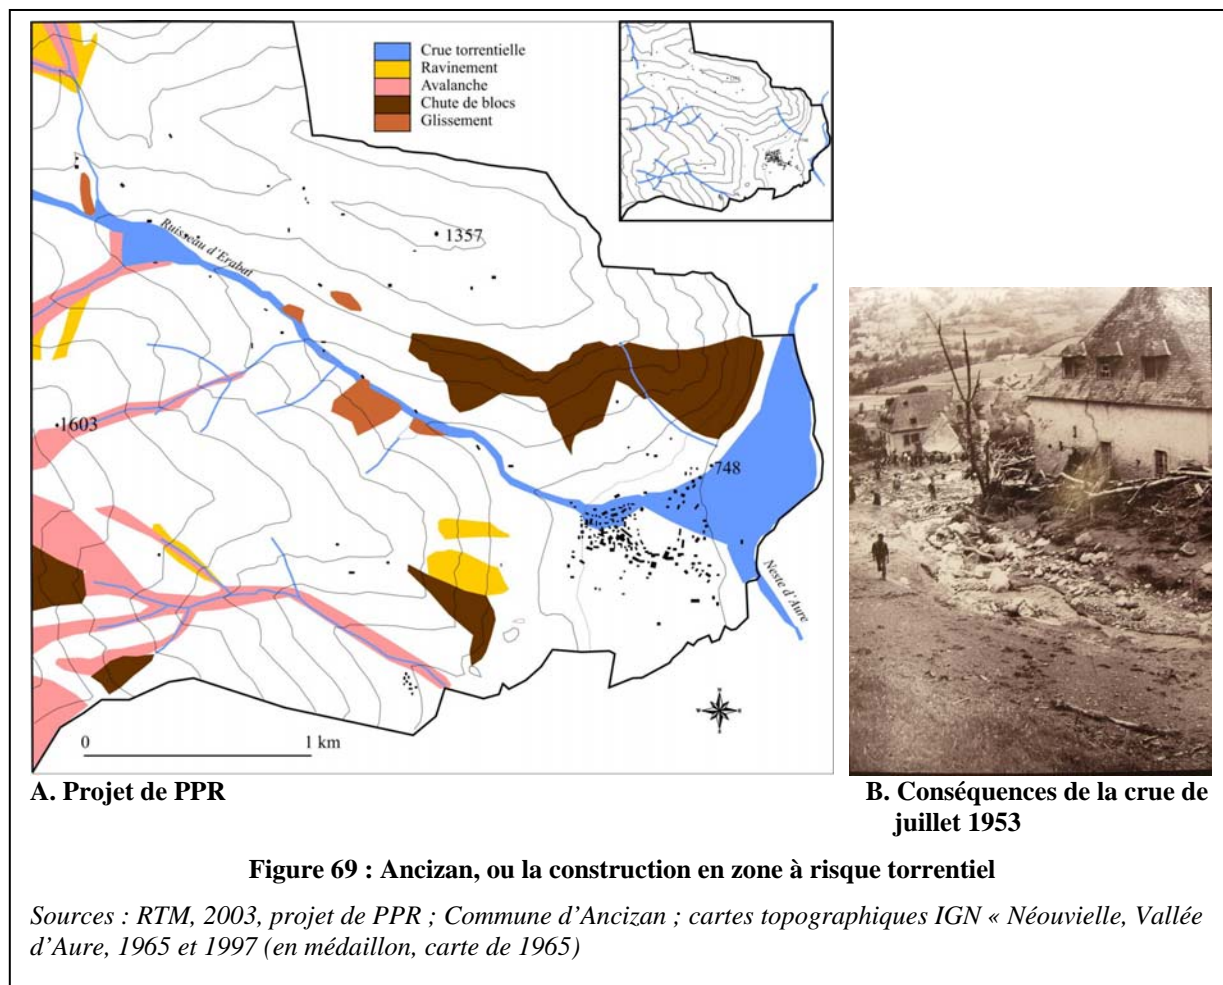 Crue torrentielle
Ravinement
Avalanche
Chute de blocs
Glissement
Ruisseau d'Erabat
1357
1603
748
Neste d'Aure
0 1 km
A. Projet de PPR
B. Conséquences de la crue de
juillet 1953
Figure 69 : Ancizan, ou la construction en zone à risque torrentiel
Sources : RTM, 2003, projet de PPR ; Commune d'Ancizan ; cartes topographiques IGN « Néouvielle, Vallée
d'Aure, 1965 et 1997 (en médaillon, carte de 1965)